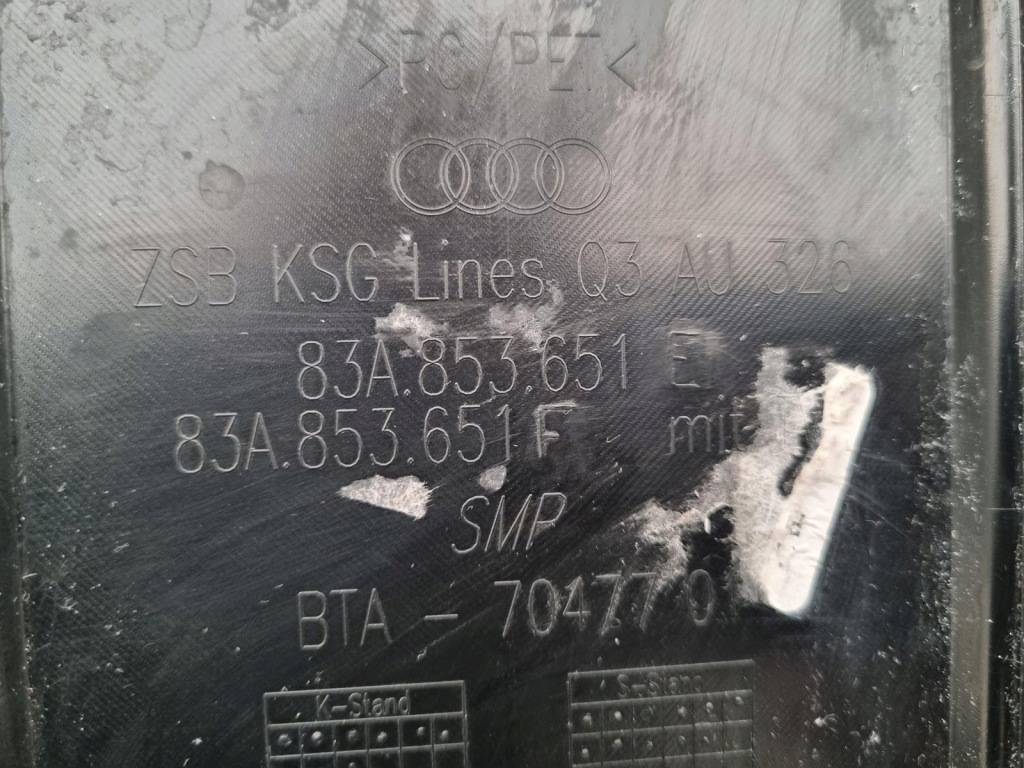 >PC/PET<
ZSB KSG Lines Q3 AU 326
83A.853.651 E
83A.853.651 F mit
SMP
BTA - 70477 0
K-Stand S-Stand